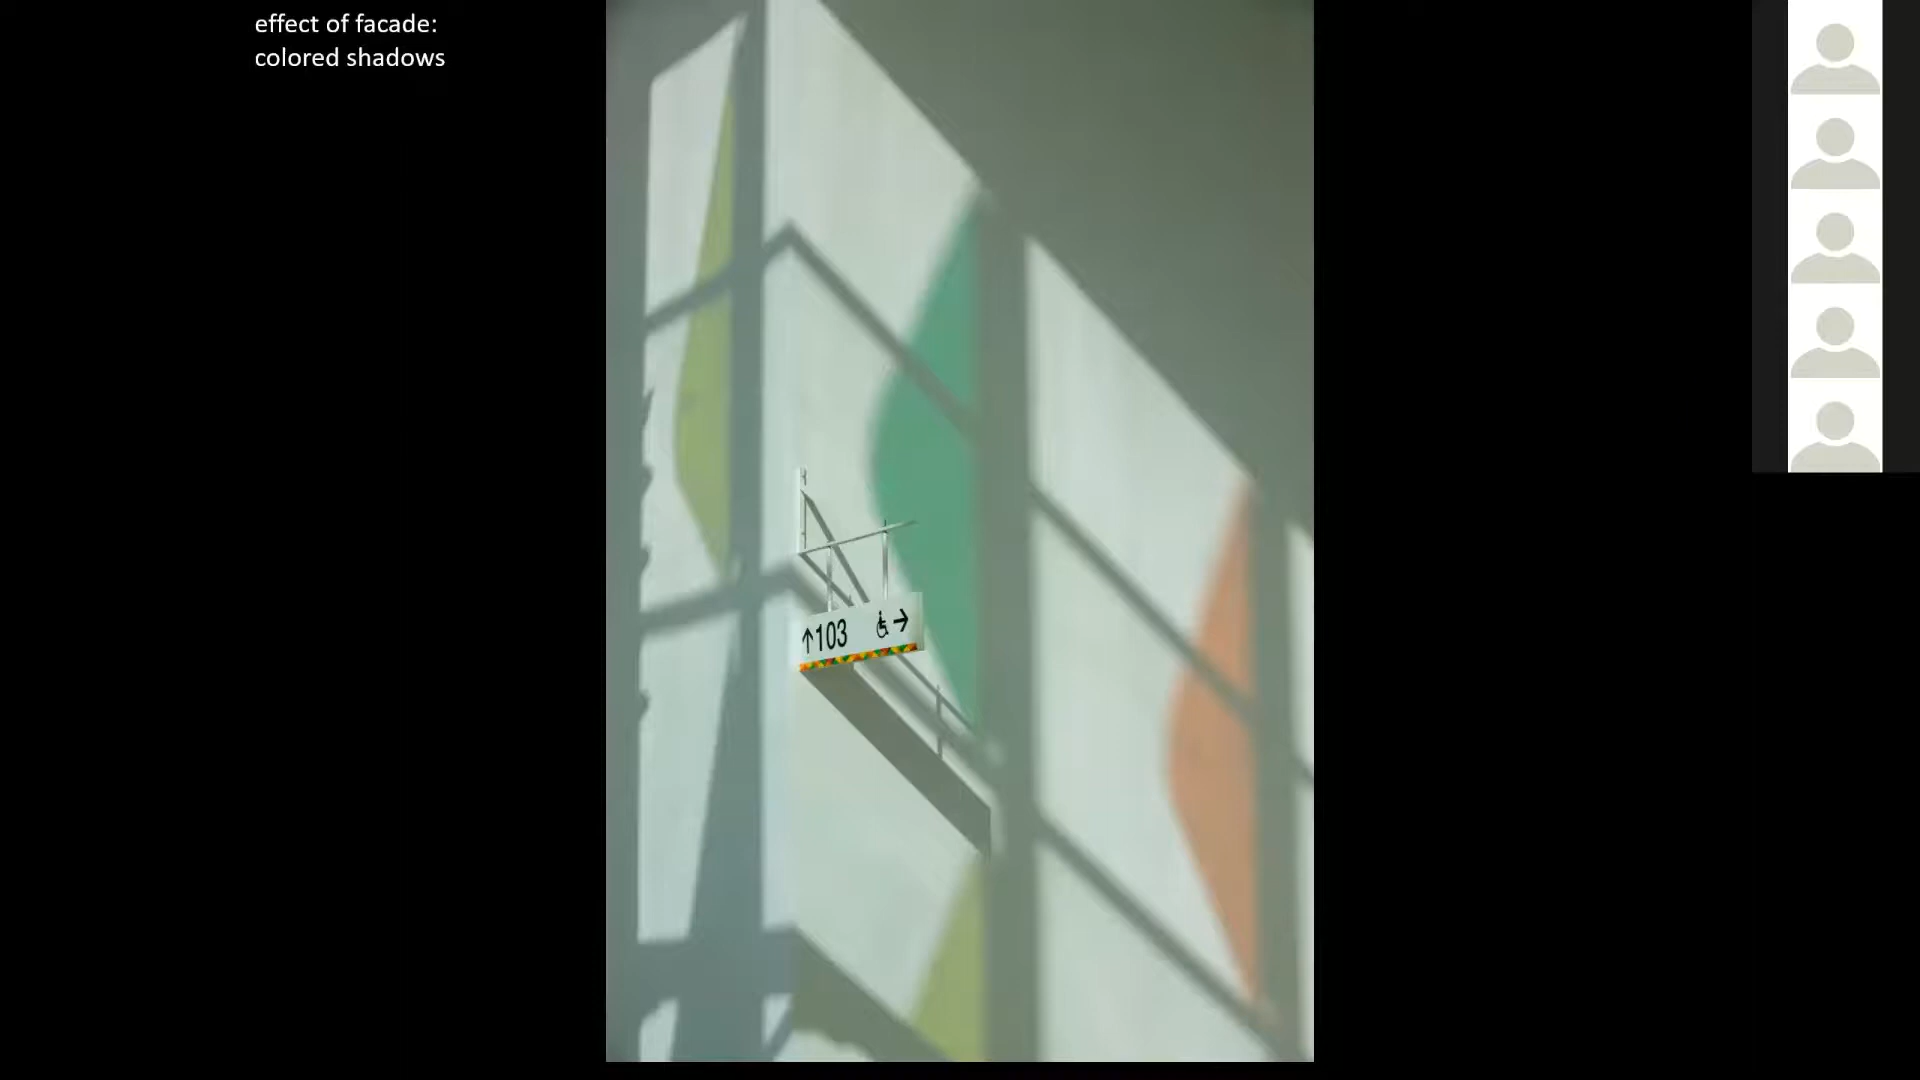 effect of facade:
colored shadows
↑103 ♿→